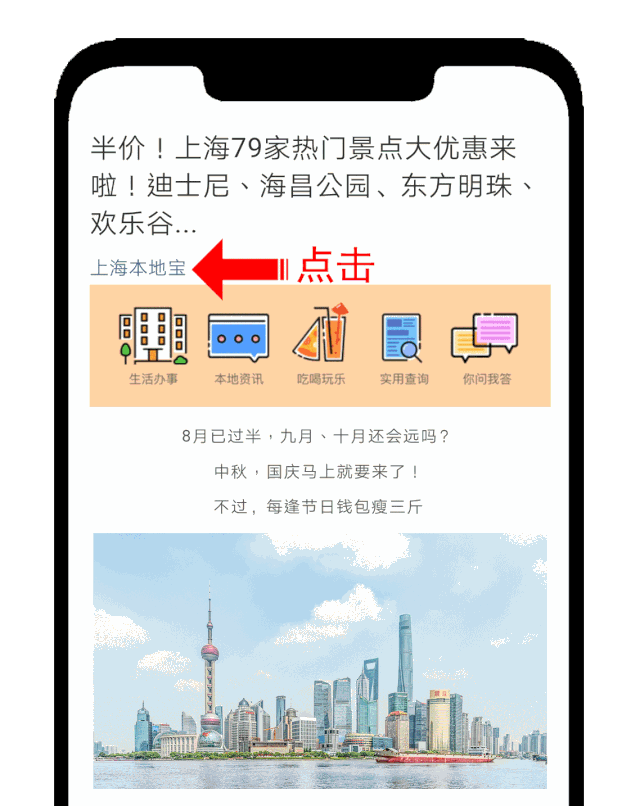 半价！上海79家热门景点大优惠来
啦！迪士尼、海昌公园、东方明珠、
欢乐谷...
上海本地宝
点击
生活办事 本地资讯 吃喝玩乐 实用查询 你问我答
8月已过半，九月、十月还会远吗？
中秋，国庆马上就要来了！
不过，每逢节日钱包瘦三斤